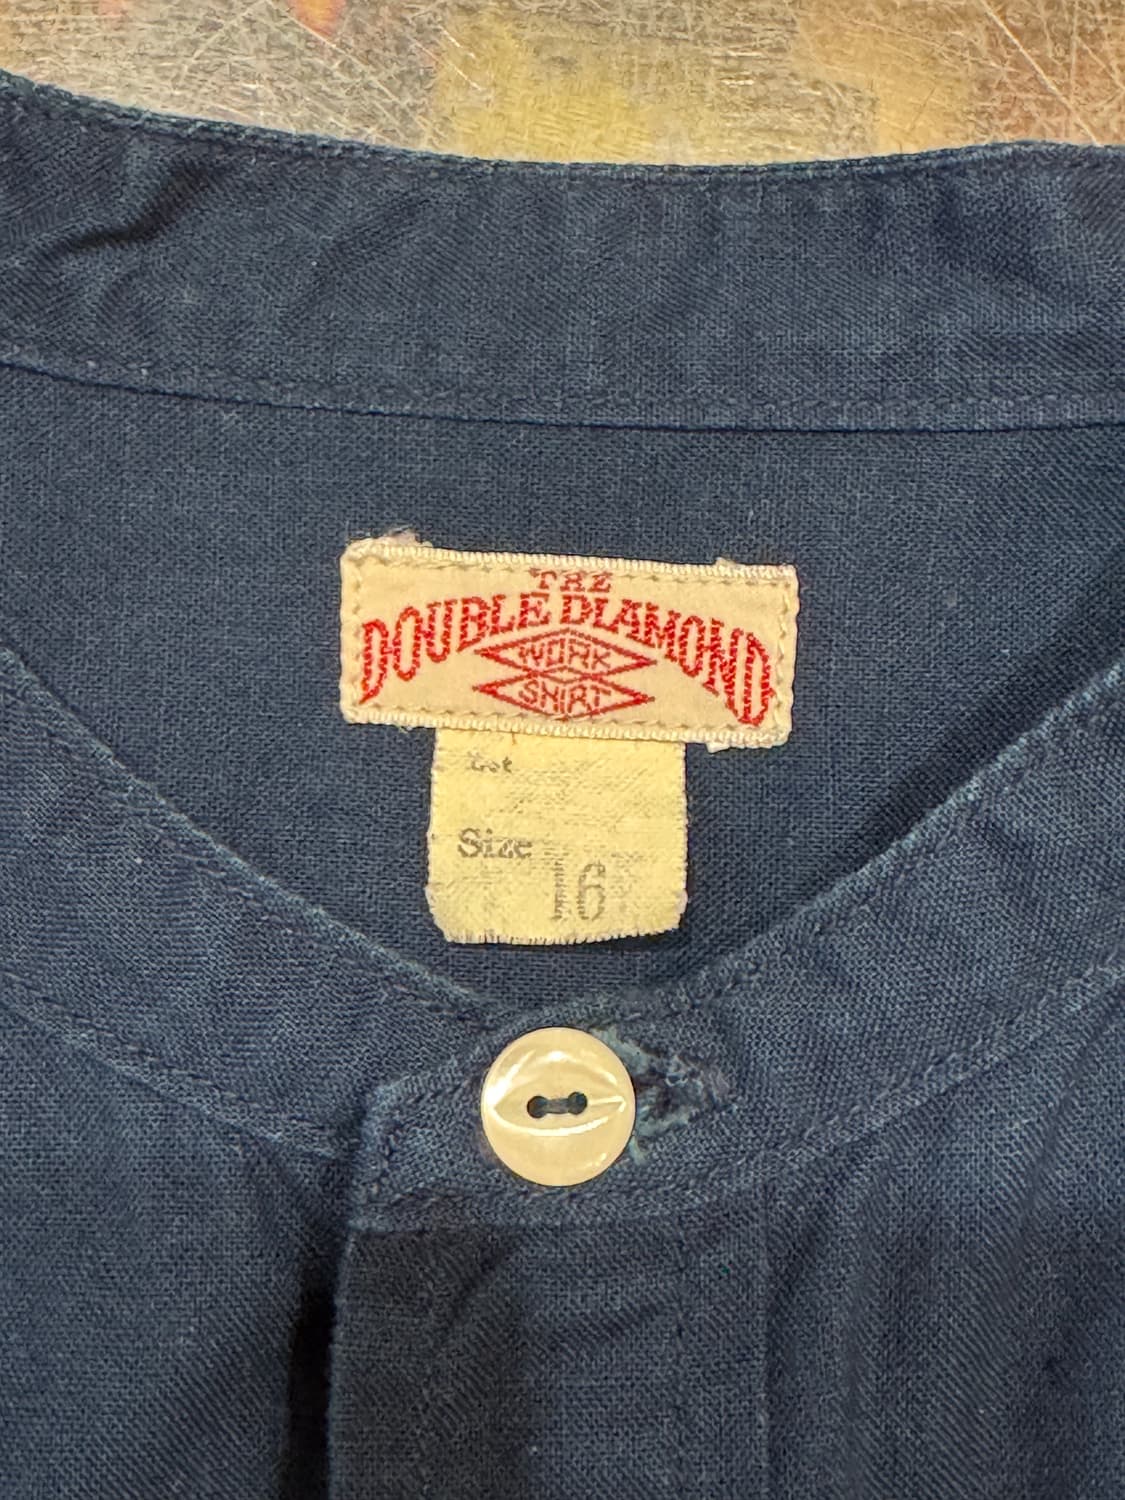 THE
DOUBLE DIAMOND
WORK
SHIRT
Lot
Size
16